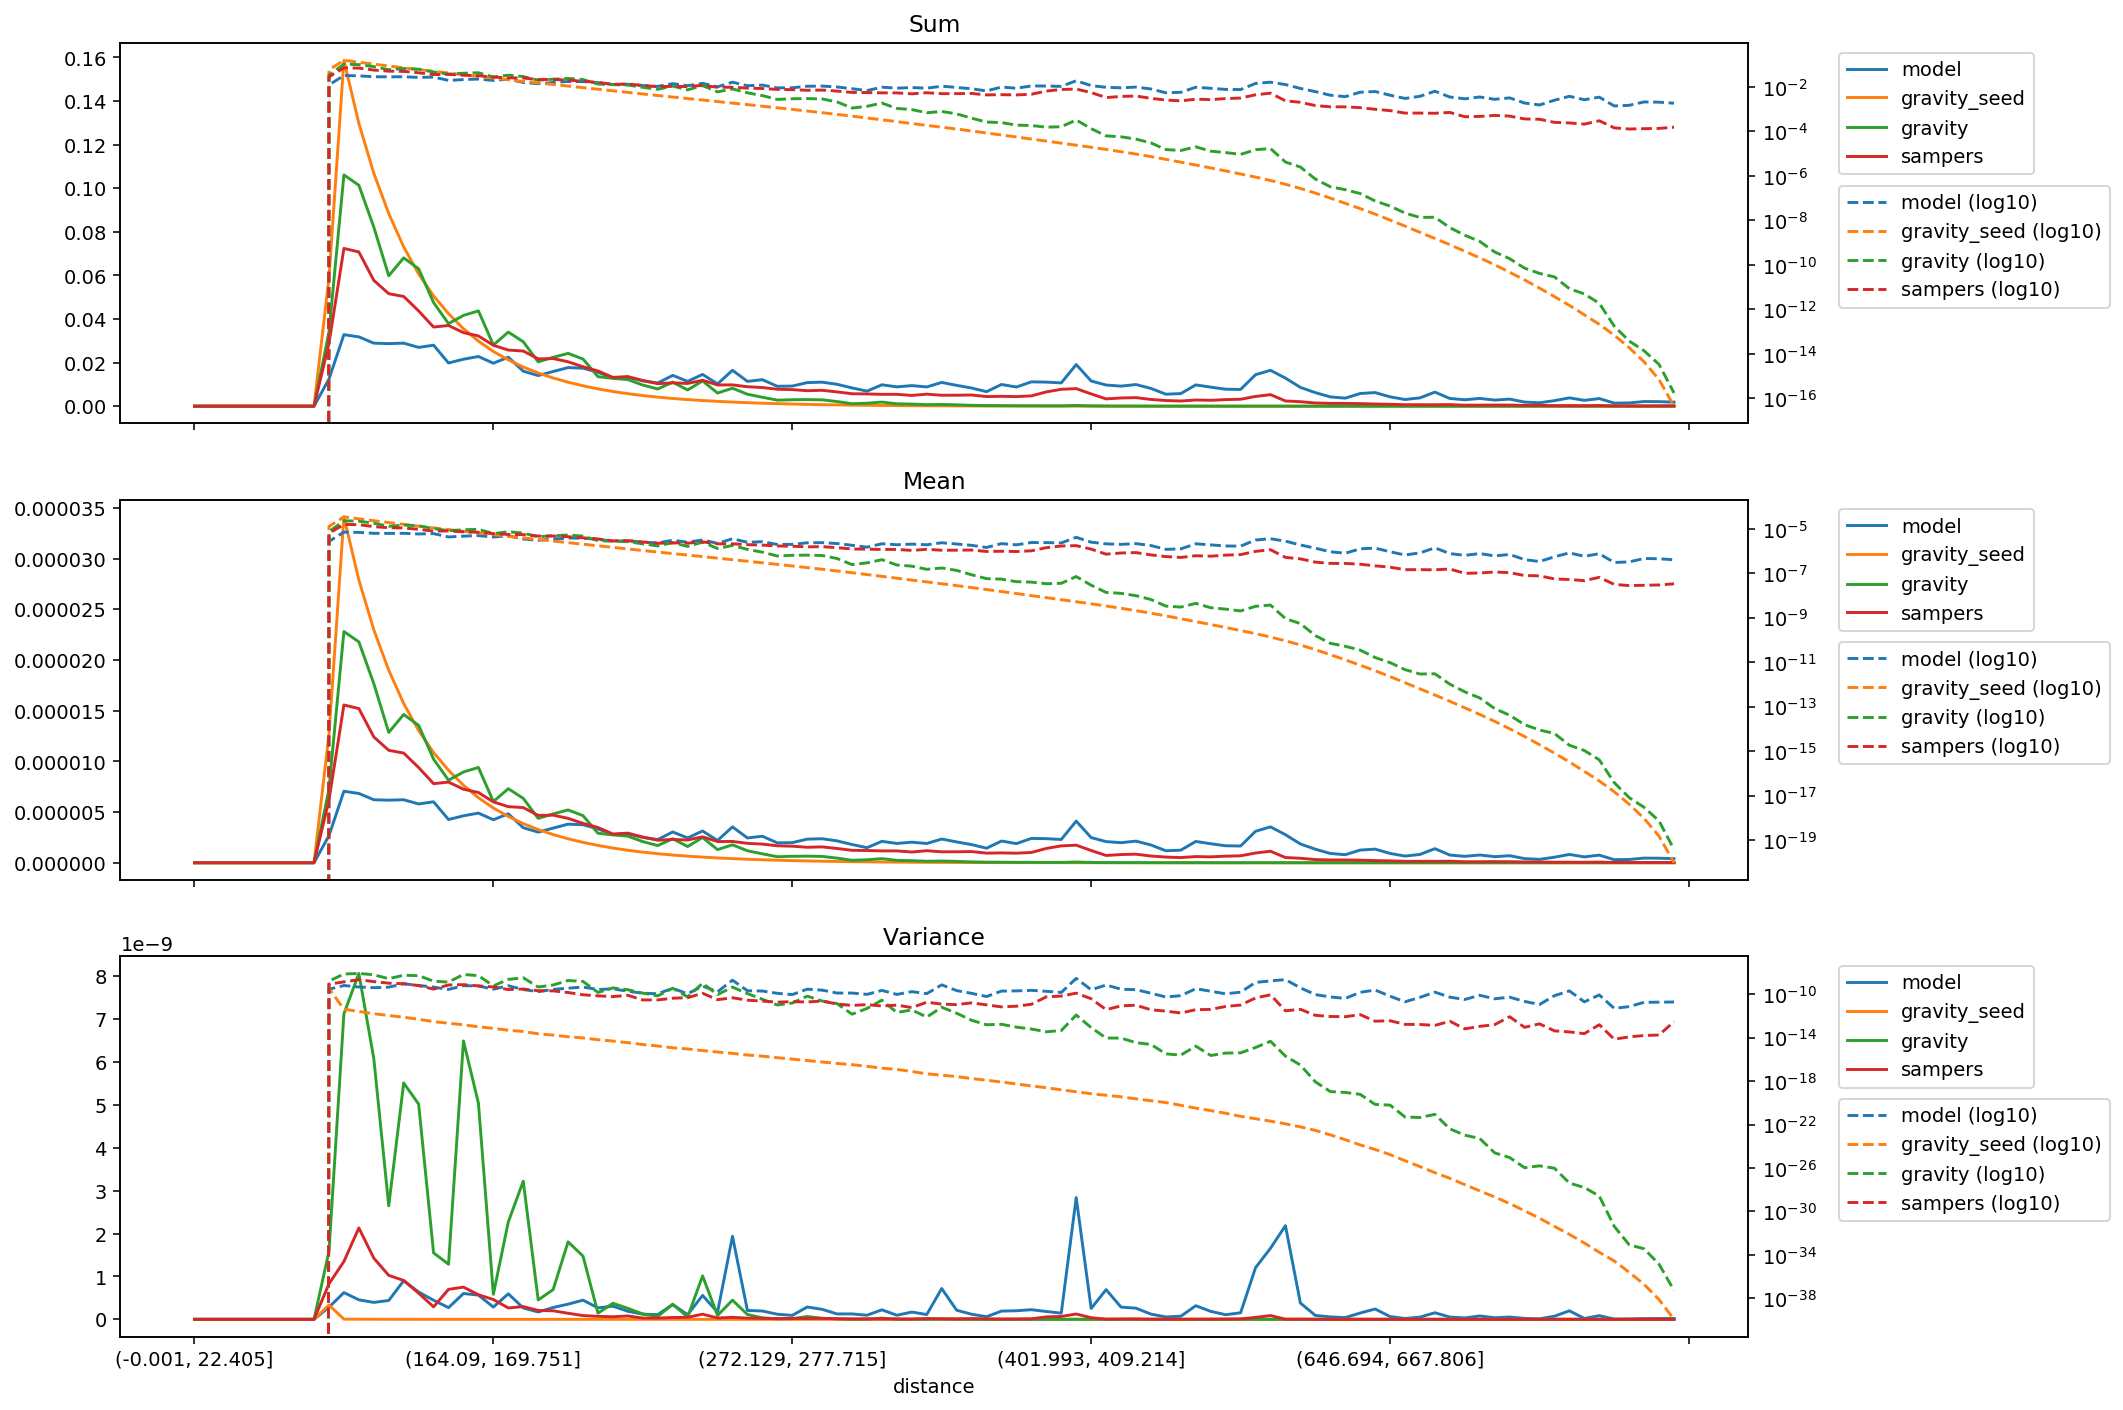 Sum
0.16
0.14
0.12
0.10
0.08
0.06
0.04
0.02
0.00
10⁻²
10⁻⁴
10⁻⁶
10⁻⁸
10⁻¹⁰
10⁻¹²
10⁻¹⁴
10⁻¹⁶
model
gravity_seed
gravity
sampers
model (log10)
gravity_seed (log10)
gravity (log10)
sampers (log10)
Mean
0.000035
0.000030
0.000025
0.000020
0.000015
0.000010
0.000005
0.000000
10⁻⁵
10⁻⁷
10⁻⁹
10⁻¹¹
10⁻¹³
10⁻¹⁵
10⁻¹⁷
10⁻¹⁹
model
gravity_seed
gravity
sampers
model (log10)
gravity_seed (log10)
gravity (log10)
sampers (log10)
Variance
1e−9
8
7
6
5
4
3
2
1
0
10⁻¹⁰
10⁻¹⁴
10⁻¹⁸
10⁻²²
10⁻²⁶
10⁻³⁰
10⁻³⁴
10⁻³⁸
model
gravity_seed
gravity
sampers
model (log10)
gravity_seed (log10)
gravity (log10)
sampers (log10)
(-0.001, 22.405] (164.09, 169.751] (272.129, 277.715] (401.993, 409.214] (646.694, 667.806]
distance